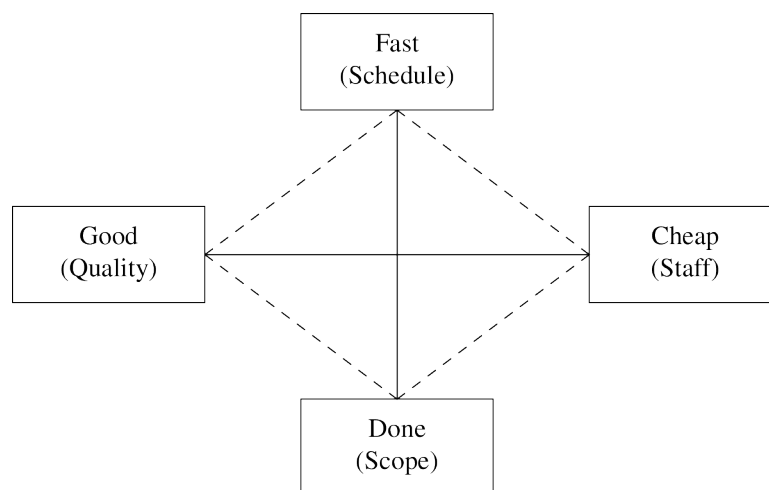 Fast
(Schedule)
Good
(Quality)
Cheap
(Staff)
Done
(Scope)